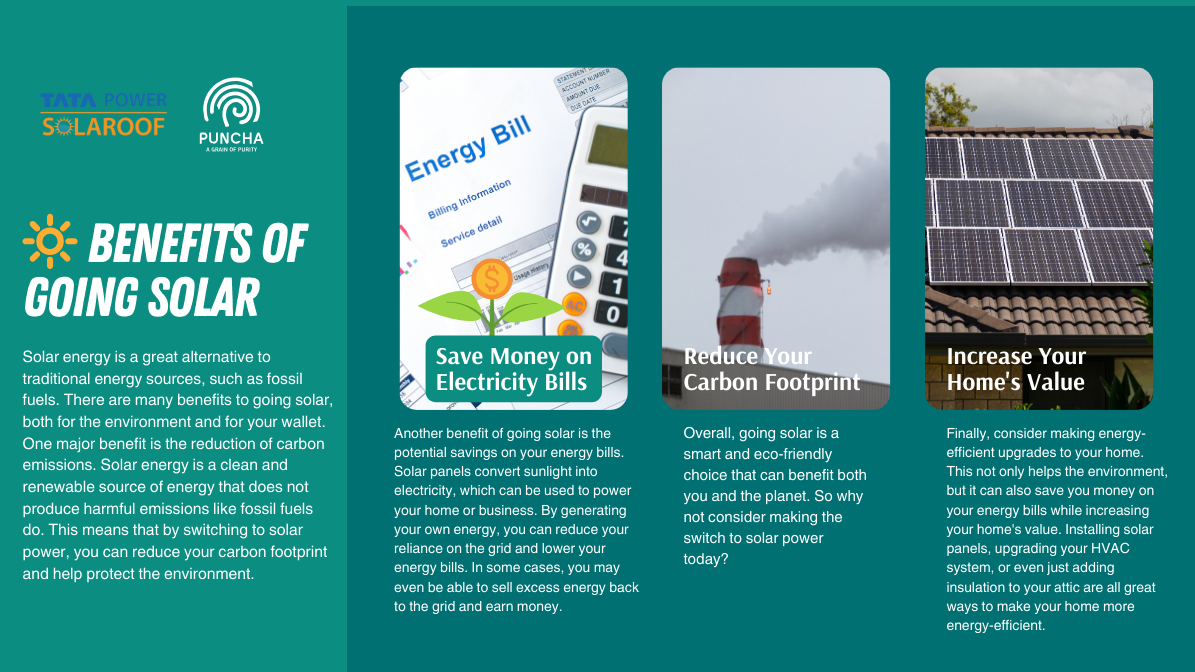 TATA POWER
SOLAROOF
PUNCHA
A GRAIN OF PURITY
BENEFITS OF
GOING SOLAR
Solar energy is a great alternative to
traditional energy sources, such as fossil
fuels. There are many benefits to going solar,
both for the environment and for your wallet.
One major benefit is the reduction of carbon
emissions. Solar energy is a clean and
renewable source of energy that does not
produce harmful emissions like fossil fuels
do. This means that by switching to solar
power, you can reduce your carbon footprint
and help protect the environment.
STATEMENT
ACCOUNT NUMBER
AMOUNT DUE
DUE DATE
Energy Bill
Billing Information
Service detail
Usage History
$
√
%
7
4
1
0
AC
Save Money on
Electricity Bills
Another benefit of going solar is the
potential savings on your energy bills.
Solar panels convert sunlight into
electricity, which can be used to power
your home or business. By generating
your own energy, you can reduce your
reliance on the grid and lower your
energy bills. In some cases, you may
even be able to sell excess energy back
to the grid and earn money.
Reduce Your
Carbon Footprint
Overall, going solar is a
smart and eco-friendly
choice that can benefit both
you and the planet. So why
not consider making the
switch to solar power
today?
Increase Your
Home's Value
Finally, consider making energy-
efficient upgrades to your home.
This not only helps the environment,
but it can also save you money on
your energy bills while increasing
your home's value. Installing solar
panels, upgrading your HVAC
system, or even just adding
insulation to your attic are all great
ways to make your home more
energy-efficient.